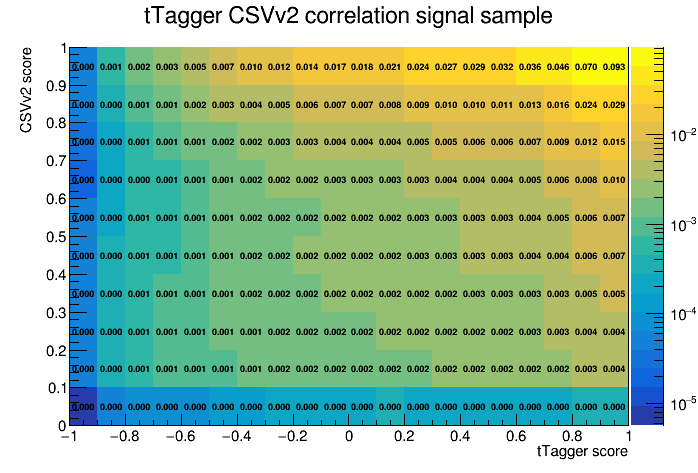 tTagger CSVv2 correlation signal sample
CSVv2 score
1
0.000 0.001 0.002 0.003 0.005 0.007 0.010 0.012 0.014 0.017 0.018 0.021 0.024 0.027 0.029 0.032 0.036 0.046 0.070 0.093
0.9
0.000 0.001 0.001 0.002 0.002 0.003 0.004 0.005 0.006 0.007 0.007 0.008 0.009 0.010 0.010 0.011 0.013 0.016 0.024 0.029
0.8
0.000 0.000 0.001 0.001 0.001 0.002 0.002 0.003 0.003 0.004 0.004 0.004 0.005 0.005 0.006 0.006 0.007 0.009 0.012 0.015
10⁻²
0.7
0.000 0.000 0.001 0.001 0.001 0.001 0.002 0.002 0.002 0.003 0.003 0.003 0.003 0.004 0.004 0.004 0.005 0.006 0.008 0.010
0.6
0.000 0.000 0.001 0.001 0.001 0.001 0.002 0.002 0.002 0.002 0.002 0.003 0.003 0.003 0.003 0.004 0.004 0.005 0.006 0.007
10⁻³
0.5
0.000 0.000 0.001 0.001 0.001 0.001 0.002 0.002 0.002 0.002 0.002 0.002 0.002 0.003 0.003 0.003 0.004 0.004 0.006 0.007
0.4
0.000 0.000 0.001 0.001 0.001 0.001 0.002 0.002 0.002 0.002 0.002 0.002 0.002 0.002 0.003 0.003 0.003 0.003 0.005 0.005
0.3
10⁻⁴
0.000 0.000 0.001 0.001 0.001 0.001 0.001 0.002 0.002 0.002 0.002 0.002 0.002 0.002 0.002 0.002 0.003 0.003 0.004 0.004
0.2
0.000 0.000 0.001 0.001 0.001 0.001 0.001 0.002 0.002 0.002 0.002 0.002 0.002 0.002 0.002 0.002 0.002 0.002 0.003 0.004
0.1
0.000 0.000 0.000 0.000 0.000 0.000 0.000 0.000 0.000 0.000 0.000 0.000 0.000 0.000 0.000 0.000 0.000 0.000 0.000 0.000
10⁻⁵
0
−1 −0.8 −0.6 −0.4 −0.2 0 0.2 0.4 0.6 0.8 1
tTagger score